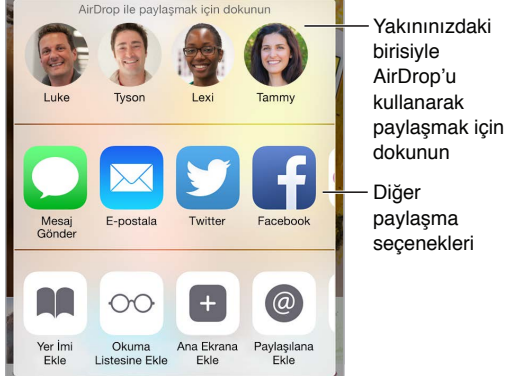 AirDrop ile paylaşmak için dokunun
Luke Tyson Lexi Tammy
Yakınınızdaki
birisiyle
AirDrop'u
kullanarak
paylaşmak için
dokunun
Mesaj
Gönder
E-postala
Twitter
Facebook
Diğer
paylaşma
seçenekleri
Yer İmi
Ekle
Okuma
Listesine Ekle
Ana Ekrana
Ekle
Paylaşılana
Ekle